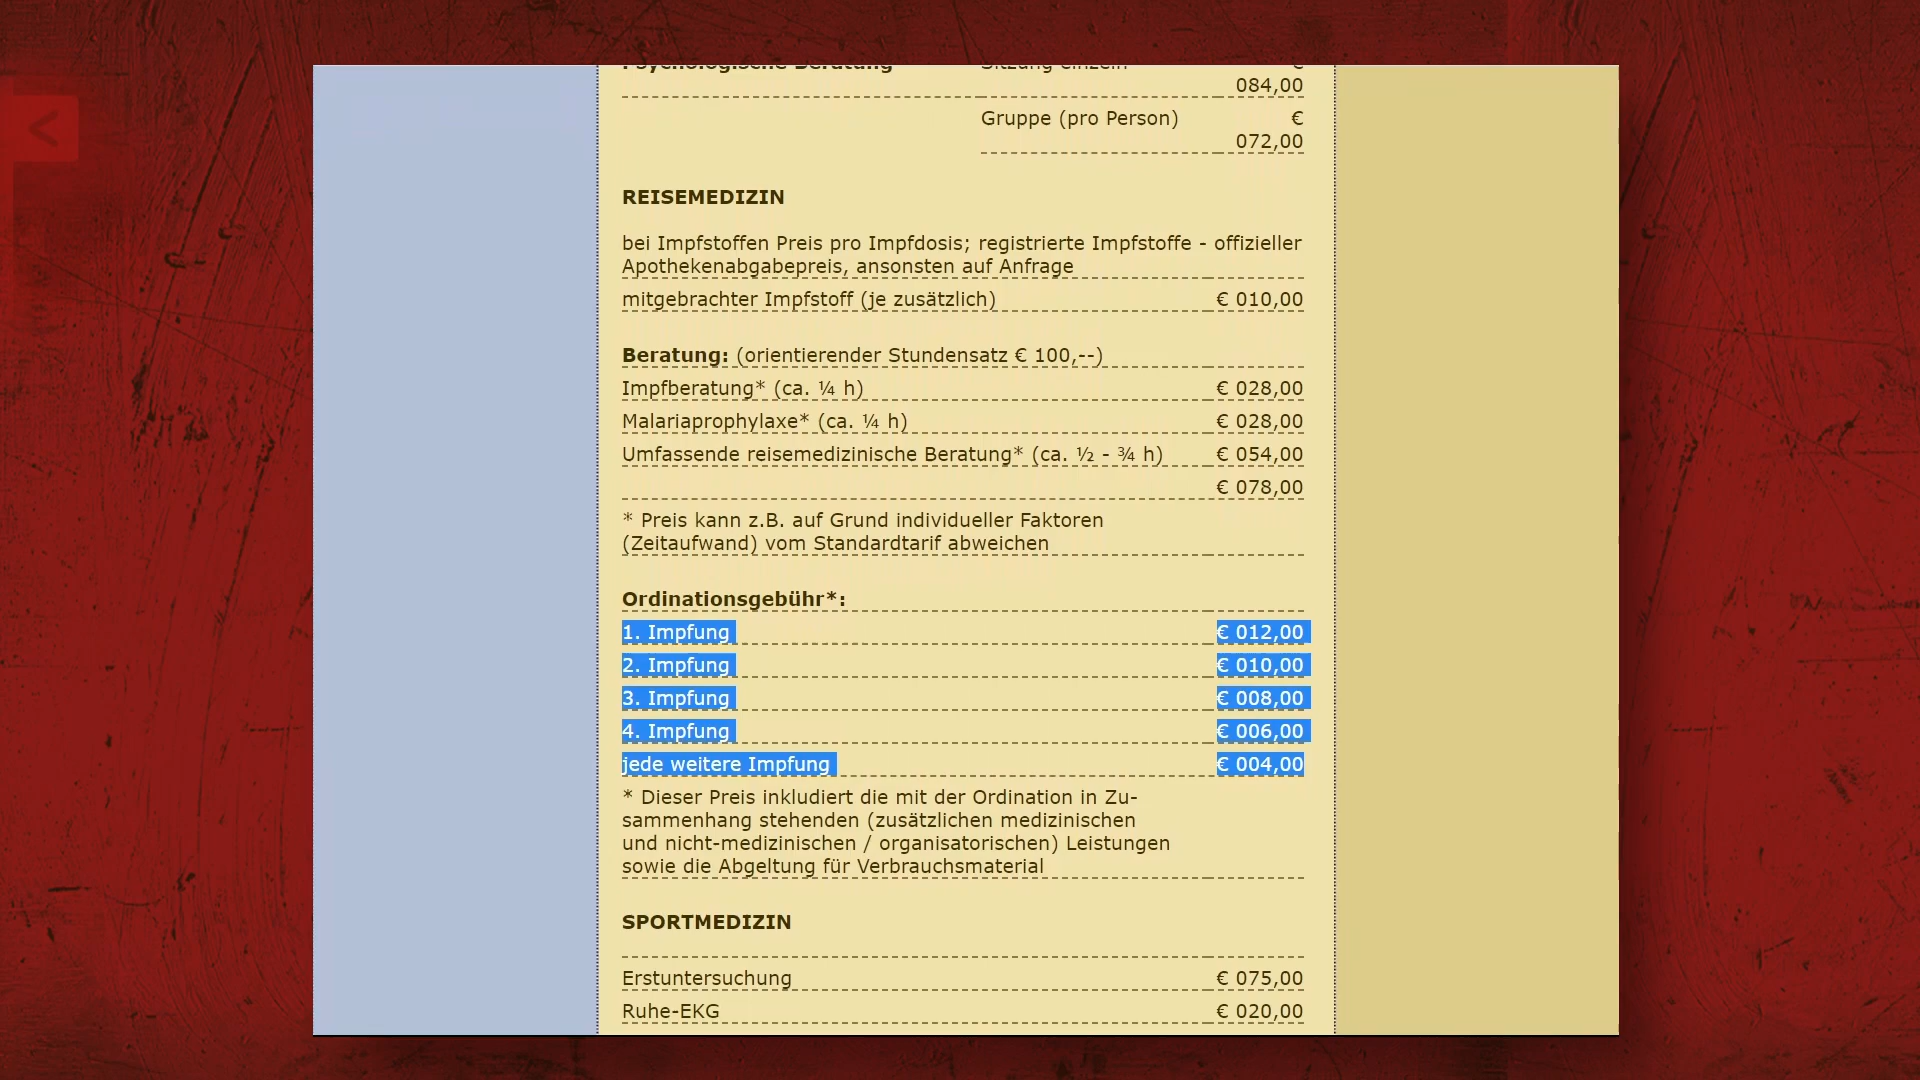 Psychologische Beratung Sitzung einzeln €
084,00
Gruppe (pro Person) €
072,00
REISEMEDIZIN
bei Impfstoffen Preis pro Impfdosis; registrierte Impfstoffe - offizieller
Apothekenabgabepreis, ansonsten auf Anfrage
mitgebrachter Impfstoff (je zusätzlich) € 010,00
Beratung: (orientierender Stundensatz € 100,--)
Impfberatung* (ca. ¼ h) € 028,00
Malariaprophylaxe* (ca. ¼ h) € 028,00
Umfassende reisemedizinische Beratung* (ca. ½ - ¾ h) € 054,00
€ 078,00
* Preis kann z.B. auf Grund individueller Faktoren
(Zeitaufwand) vom Standardtarif abweichen
Ordinationsgebühr*:
1. Impfung € 012,00
2. Impfung € 010,00
3. Impfung € 008,00
4. Impfung € 006,00
jede weitere Impfung € 004,00
* Dieser Preis inkludiert die mit der Ordination in Zu-
sammenhang stehenden (zusätzlichen medizinischen
und nicht-medizinischen / organisatorischen) Leistungen
sowie die Abgeltung für Verbrauchsmaterial
SPORTMEDIZIN
Erstuntersuchung € 075,00
Ruhe-EKG € 020,00